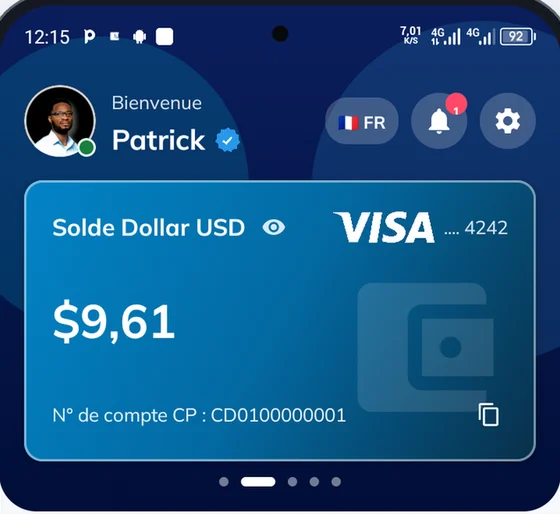 12:15
7,01 K/S 4G 4G 92
Bienvenue
Patrick
FR
1
Solde Dollar USD
VISA .... 4242
$9,61
N° de compte CP : CD0100000001